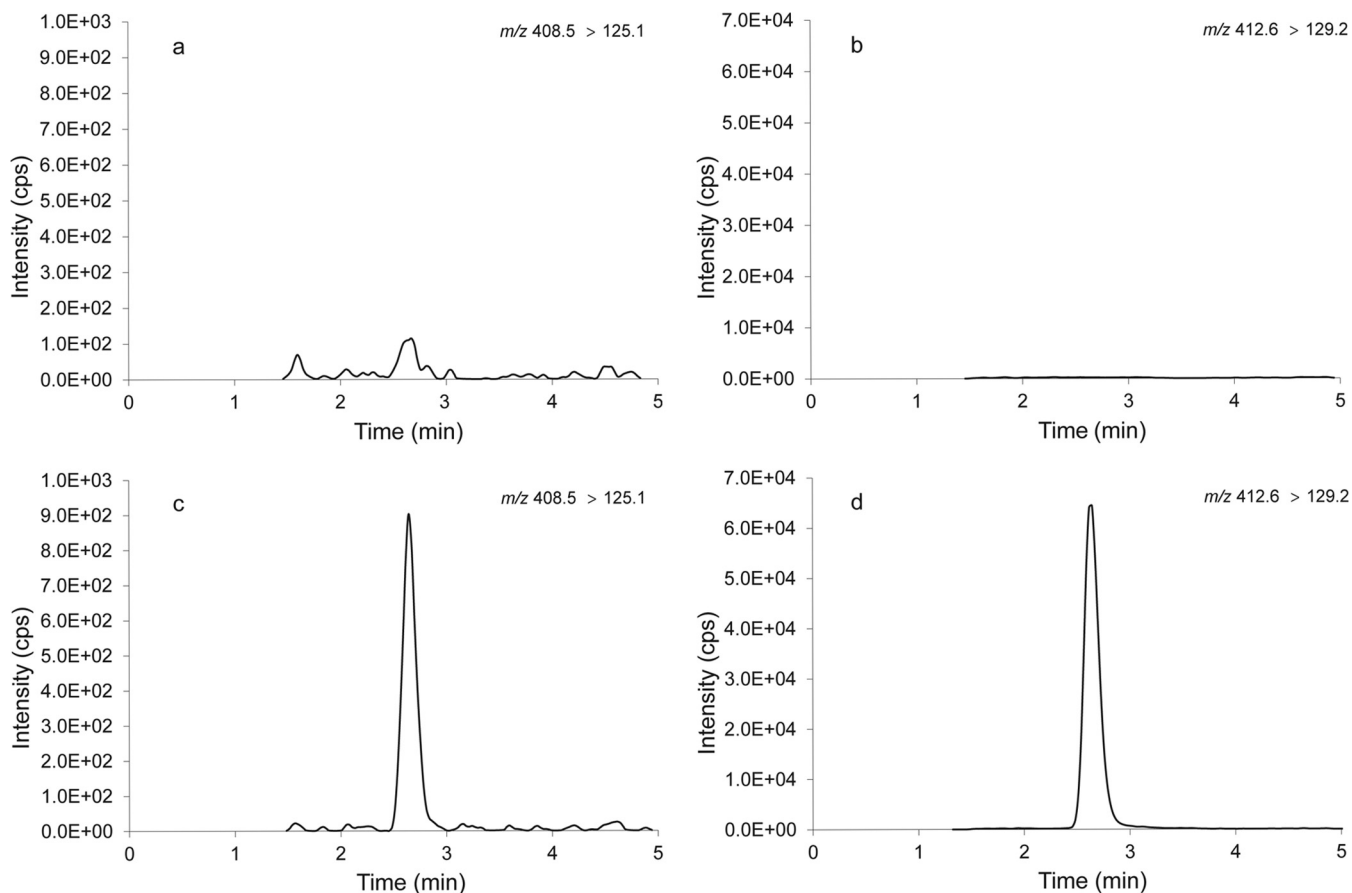 a
m/z 408.5 > 125.1
1.0E+03
9.0E+02
8.0E+02
7.0E+02
6.0E+02
5.0E+02
4.0E+02
3.0E+02
2.0E+02
1.0E+02
0.0E+00
Intensity (cps)
0 1 2 3 4 5
Time (min)
b
m/z 412.6 > 129.2
7.0E+04
6.0E+04
5.0E+04
4.0E+04
3.0E+04
2.0E+04
1.0E+04
0.0E+00
Intensity (cps)
0 1 2 3 4 5
Time (min)
c
m/z 408.5 > 125.1
1.0E+03
9.0E+02
8.0E+02
7.0E+02
6.0E+02
5.0E+02
4.0E+02
3.0E+02
2.0E+02
1.0E+02
0.0E+00
Intensity (cps)
0 1 2 3 4 5
Time (min)
d
m/z 412.6 > 129.2
7.0E+04
6.0E+04
5.0E+04
4.0E+04
3.0E+04
2.0E+04
1.0E+04
0.0E+00
Intensity (cps)
0 1 2 3 4 5
Time (min)